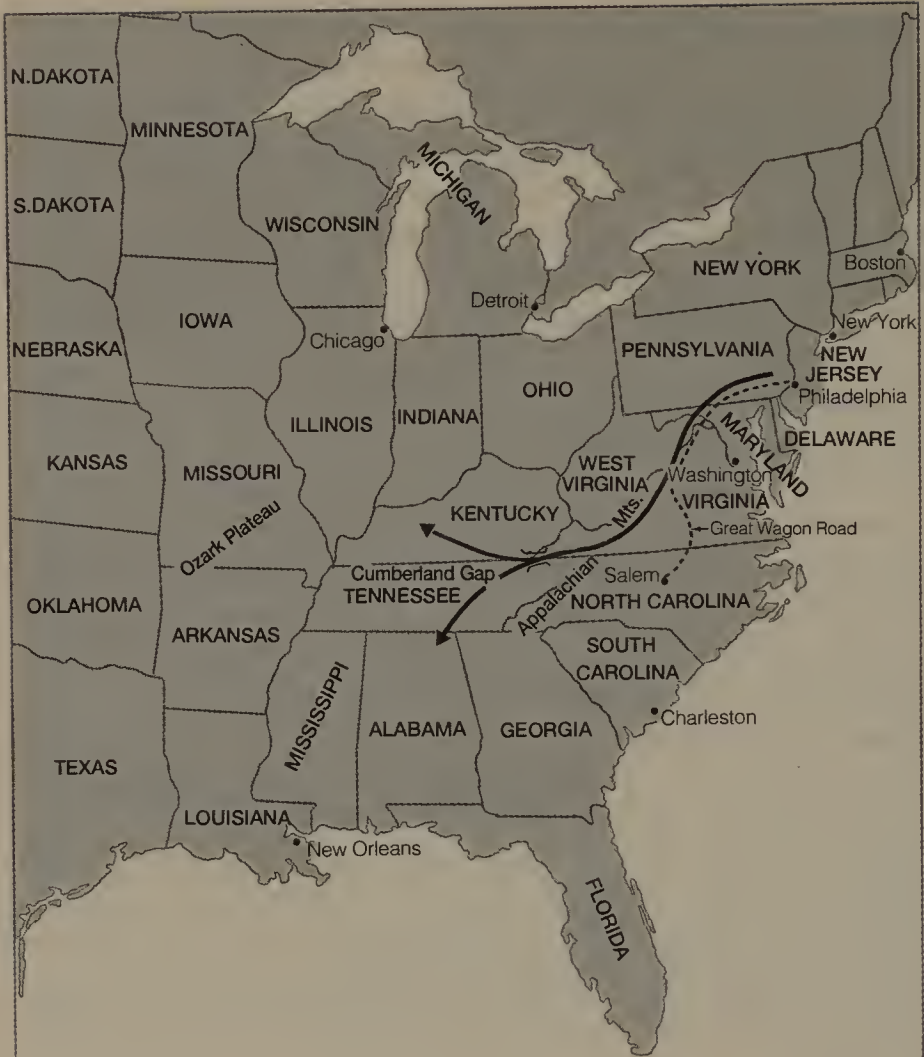 N.DAKOTA
MINNESOTA
S.DAKOTA
WISCONSIN
MICHIGAN
NEW YORK
Boston
IOWA
Detroit
Chicago
New York
NEBRASKA
PENNSYLVANIA
NEW
JERSEY
Philadelphia
OHIO
INDIANA
ILLINOIS
MARYLAND
DELAWARE
KANSAS
MISSOURI
WEST
VIRGINIA
Washington
VIRGINIA
KENTUCKY
Mts.
Great Wagon Road
Ozark Plateau
Cumberland Gap
TENNESSEE
Salem
Appalachian
OKLAHOMA
NORTH CAROLINA
ARKANSAS
SOUTH
CAROLINA
MISSISSIPPI
ALABAMA
GEORGIA
Charleston
TEXAS
LOUISIANA
New Orleans
FLORIDA